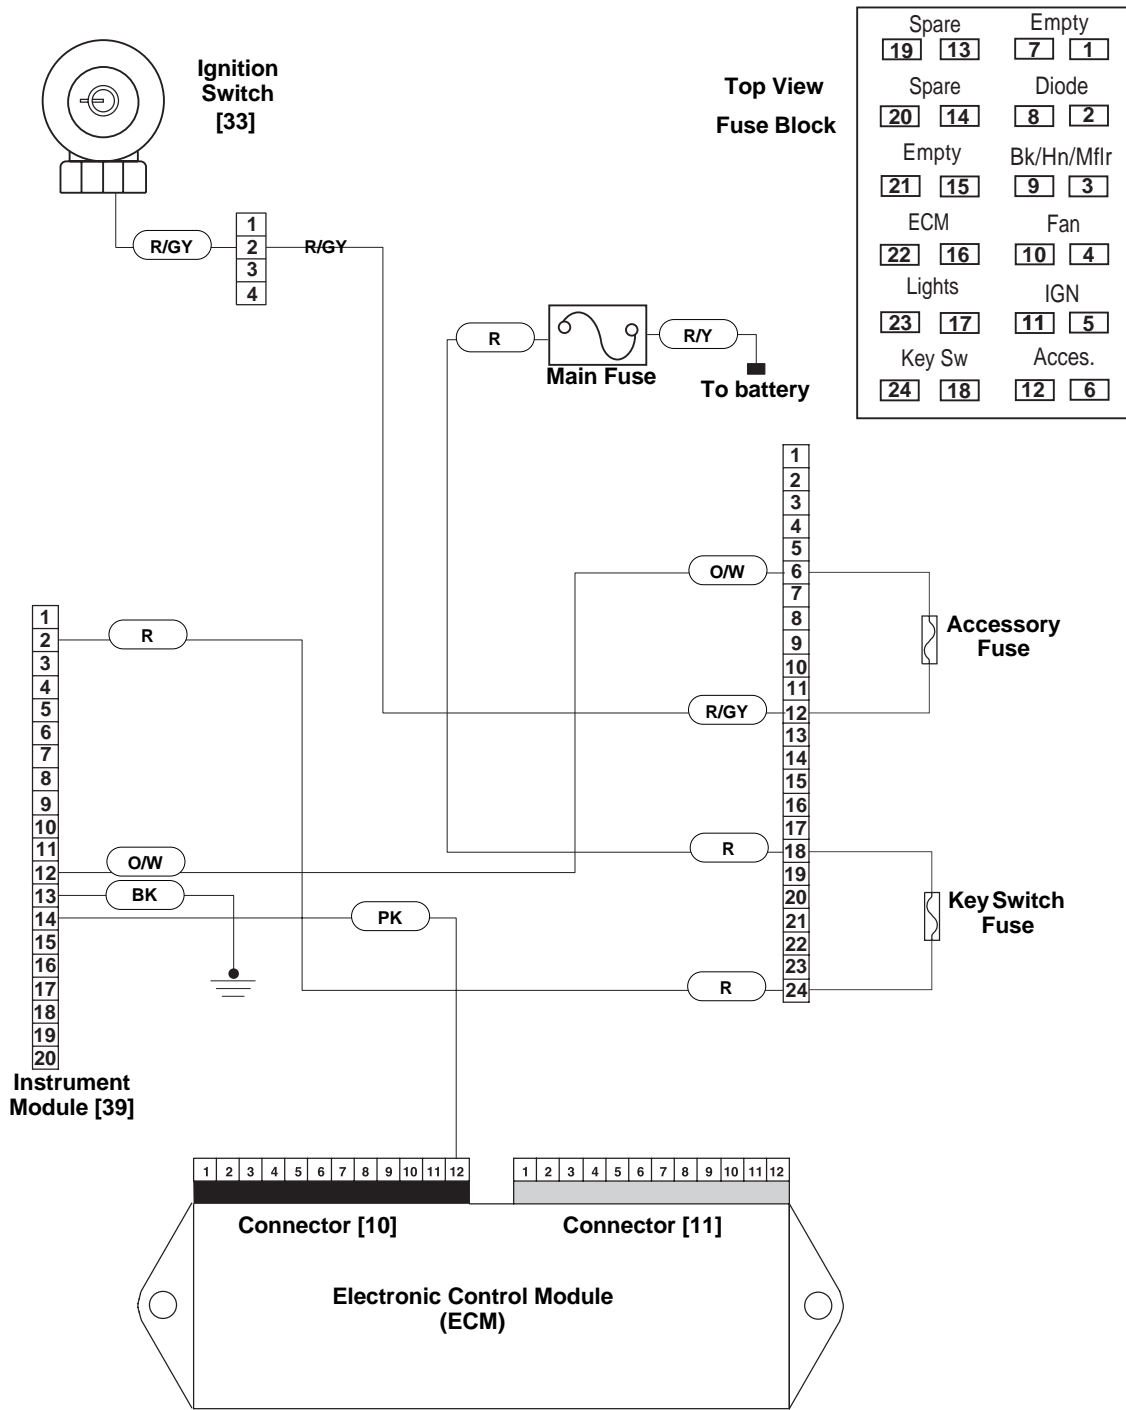 Ignition
Switch
[33]
R/GY
1
2
3
4
R/GY
Top View
Fuse Block
Spare Empty
19 13 7 1
Spare Diode
20 14 8 2
Empty Bk/Hn/Mflr
21 15 9 3
ECM Fan
22 16 10 4
Lights IGN
23 17 11 5
Key Sw Acces.
24 18 12 6
R
Main Fuse
R/Y
To battery
1
2
3
4
5
6
7
8
9
10
11
12
13
14
15
16
17
18
19
20
21
22
23
24
O/W
R/GY
R
R
Accessory
Fuse
Key Switch
Fuse
1
2
3
4
5
6
7
8
9
10
11
12
13
14
15
16
17
18
19
20
R
O/W
BK
PK
Instrument
Module [39]
1 2 3 4 5 6 7 8 9 10 11 12
1 2 3 4 5 6 7 8 9 10 11 12
Connector [10]
Connector [11]
Electronic Control Module
(ECM)